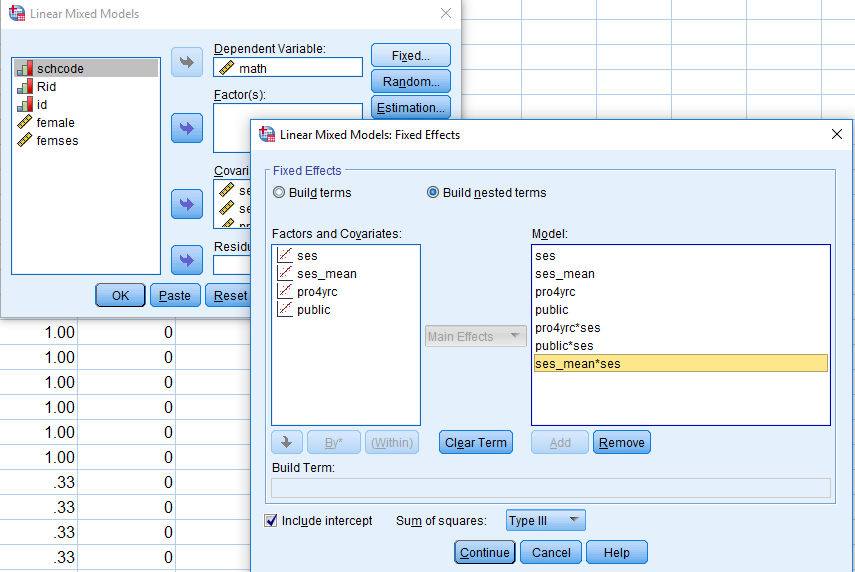 Linear Mixed Models
schcode
Rid
id
female
femses
Dependent Variable:
math
Factor(s):
Covari
se
se
Residu
Fixed...
Random...
Estimation...
OK
Paste
Reset
Linear Mixed Models: Fixed Effects
Fixed Effects
Build terms
Build nested terms
Factors and Covariates:
ses
ses_mean
pro4yrc
public
Main Effects
Model:
ses
ses_mean
pro4yrc
public
pro4yrc*ses
public*ses
ses_mean*ses
By*
(Within)
Clear Term
Add
Remove
Build Term:
Include intercept
Sum of squares:
Type III
Continue
Cancel
Help
1.00 0
1.00 0
1.00 0
1.00 0
1.00 0
1.00 0
.33 0
.33 0
.33 0
.33 0